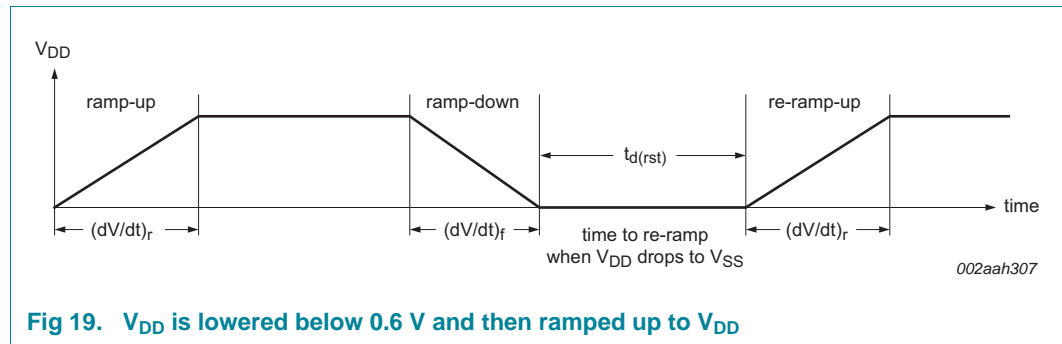 VDD
ramp-up
ramp-down
re-ramp-up
td(rst)
time
(dV/dt)r
(dV/dt)f
time to re-ramp
when VDD drops to VSS
(dV/dt)r
002aah307
Fig 19. VDD is lowered below 0.6 V and then ramped up to VDD